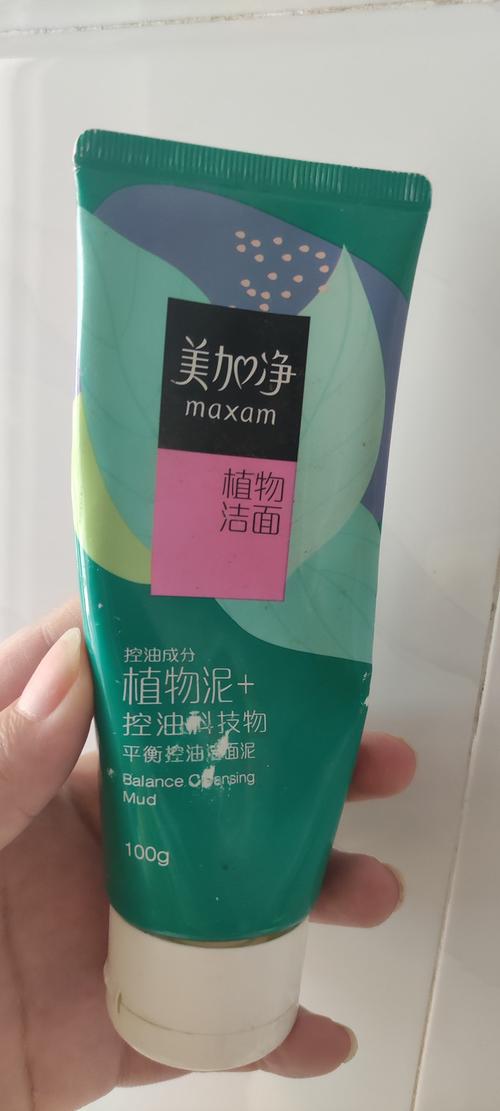 美加净
maxam
植物
洁面
控油成分
植物泥+
控油科技物
平衡控油洁面泥
Balance Cleansing
Mud
100g